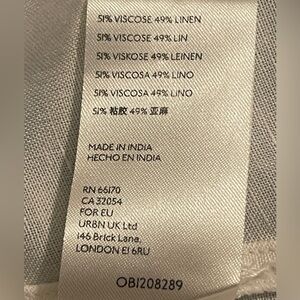 51% VISCOSE 49% LINEN
51% VISCOSE 49% LIN
51% VISKOSE 49% LEINEN
51% VISCOSA 49% LINO
51% VISCOSA 49% LINO
51% 粘胶 49% 亚麻
MADE IN INDIA
HECHO EN INDIA
RN 66170
CA 32054
FOR EU
URBN UK Ltd
146 Brick Lane,
LONDON E1 6RU
OB1208289